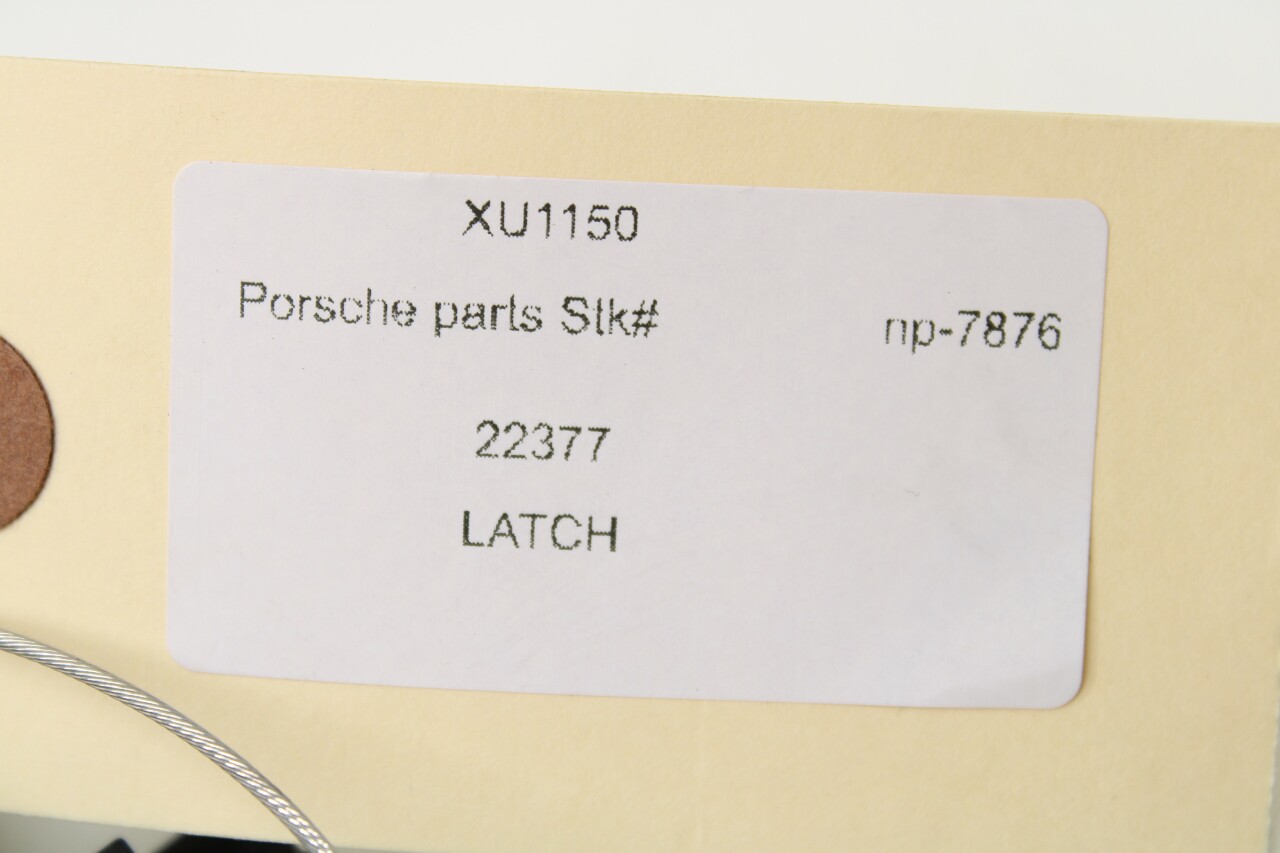 XU1150
Porsche parts Stk# np-7876
22377
LATCH